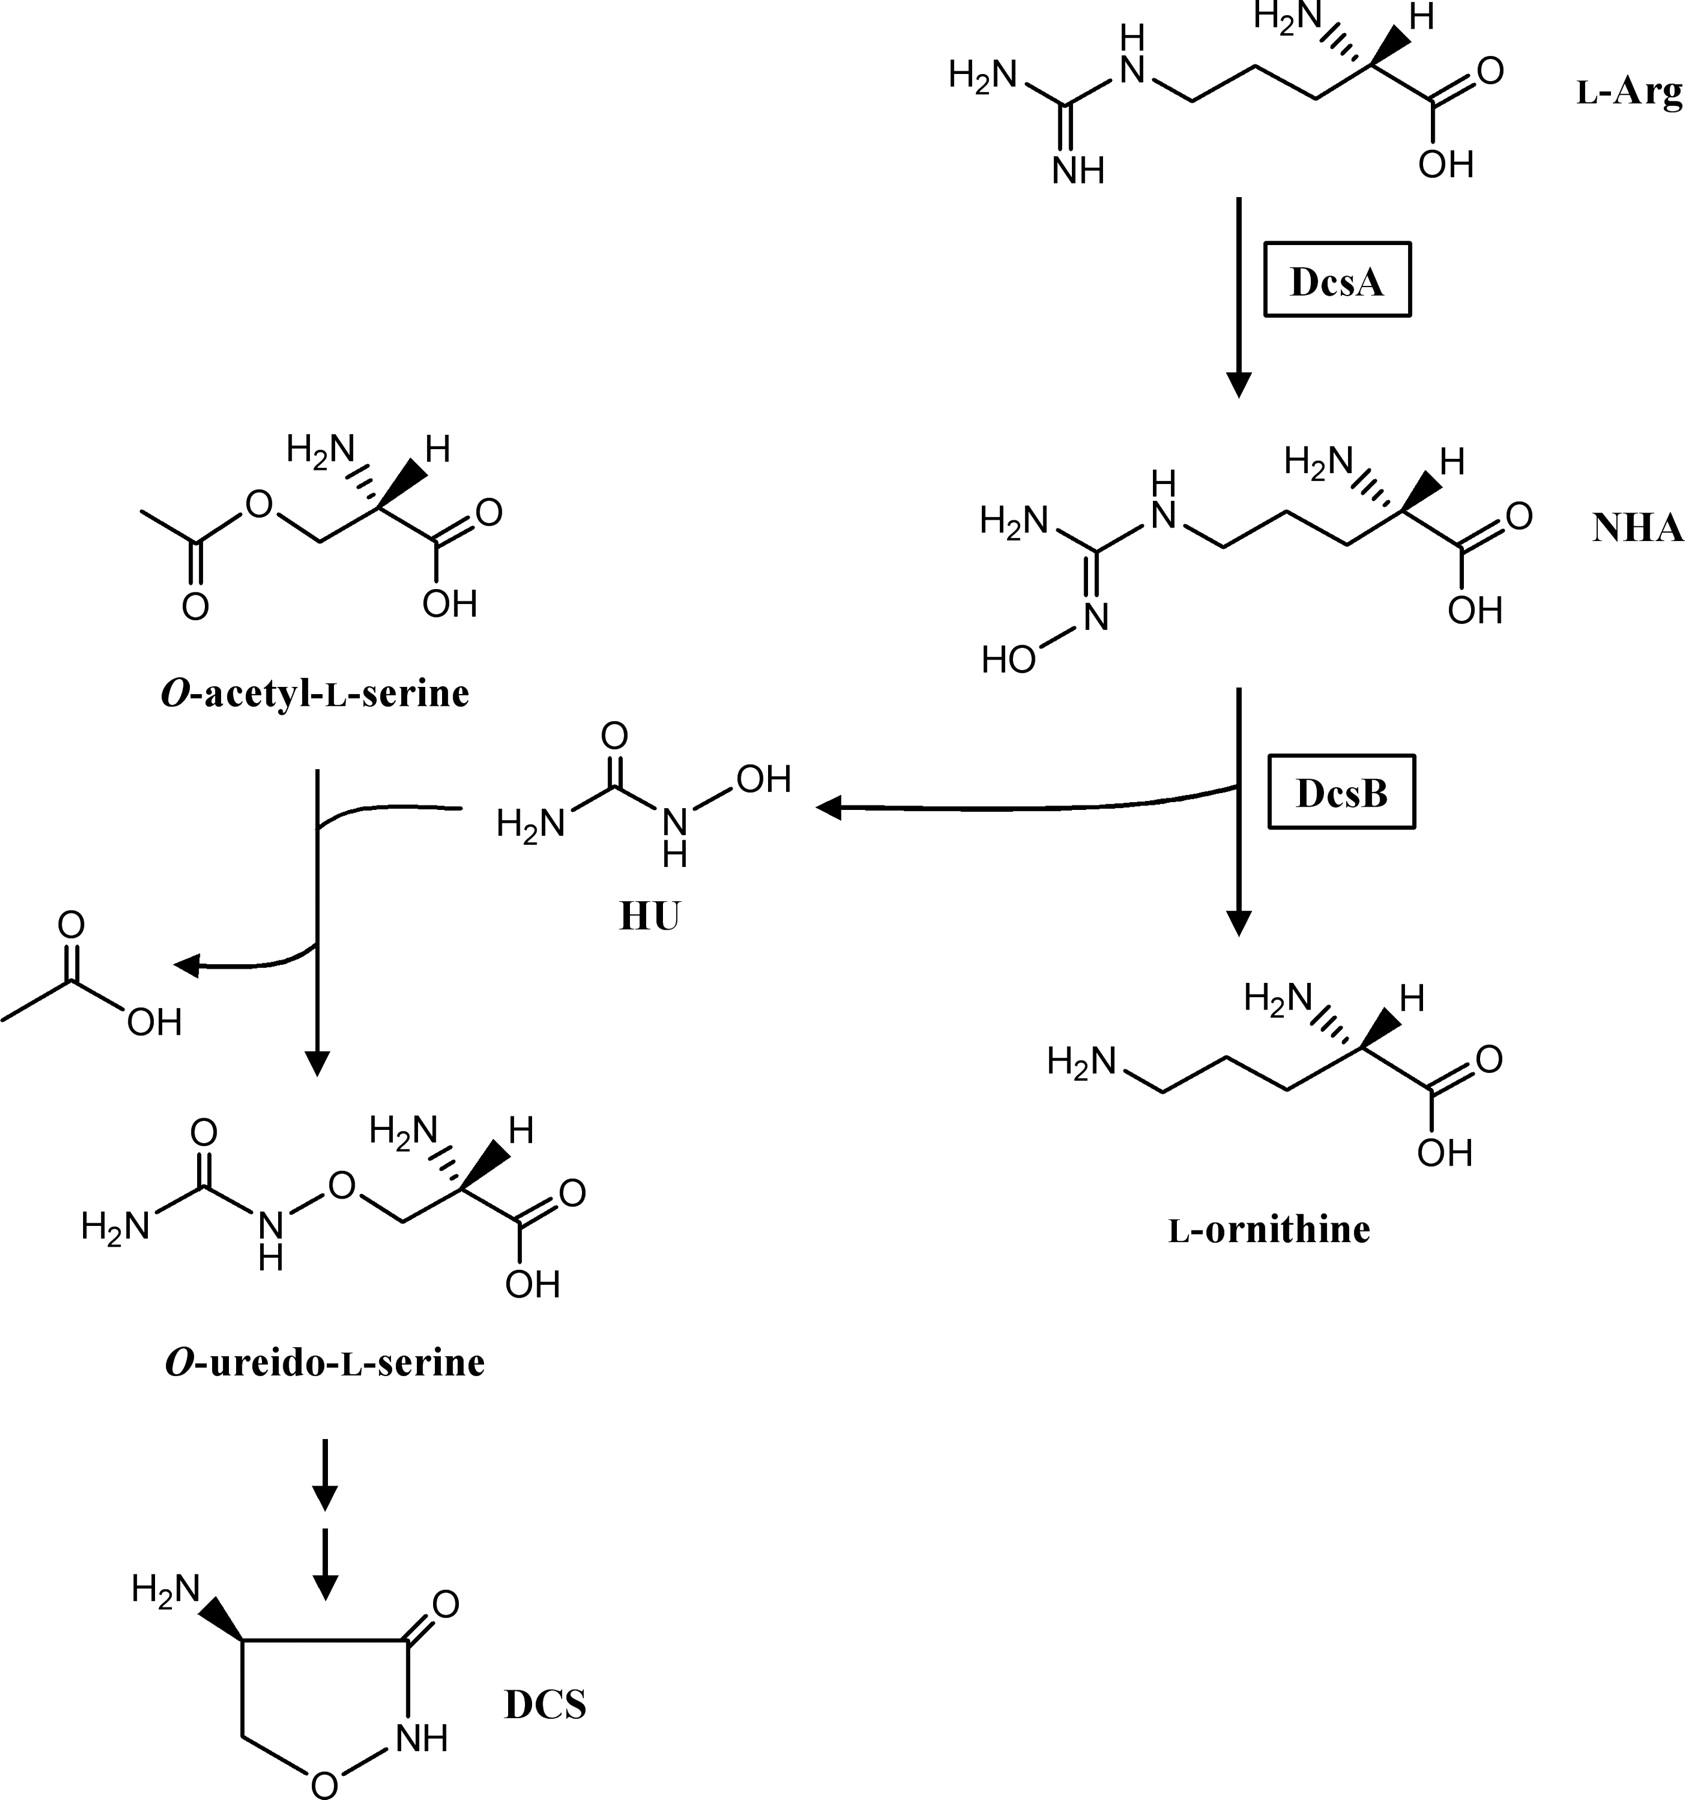 H2N
H
H
N
H2N
O
NH
OH
L-Arg
DcsA
H2N
H
O
O
O
OH
O-acetyl-L-serine
H2N
H
H
N
H2N
O
N
HO
OH
NHA
O
OH
H2N
N
H
HU
DcsB
O
OH
H2N
H
H2N
O
OH
L-ornithine
O
H2N
H
O
O
H2N
N
H
OH
O-ureido-L-serine
H2N
O
NH
O
DCS